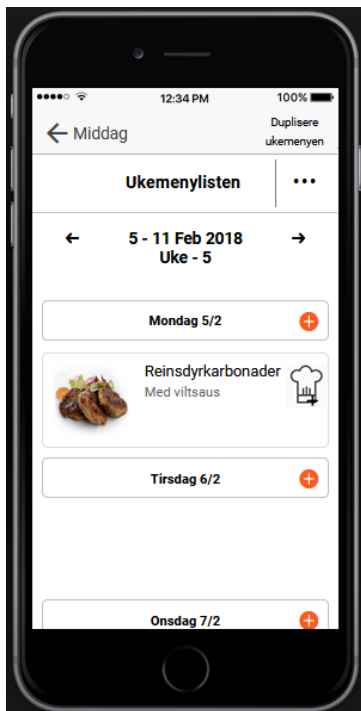 12:34 PM
100%
Middag
Duplisere
ukemenyen
Ukemenylisten
5 - 11 Feb 2018
Uke - 5
Mondag 5/2
Reinsdyrkarbonader
Med viltsaus
Tirsdag 6/2
Onsdag 7/2